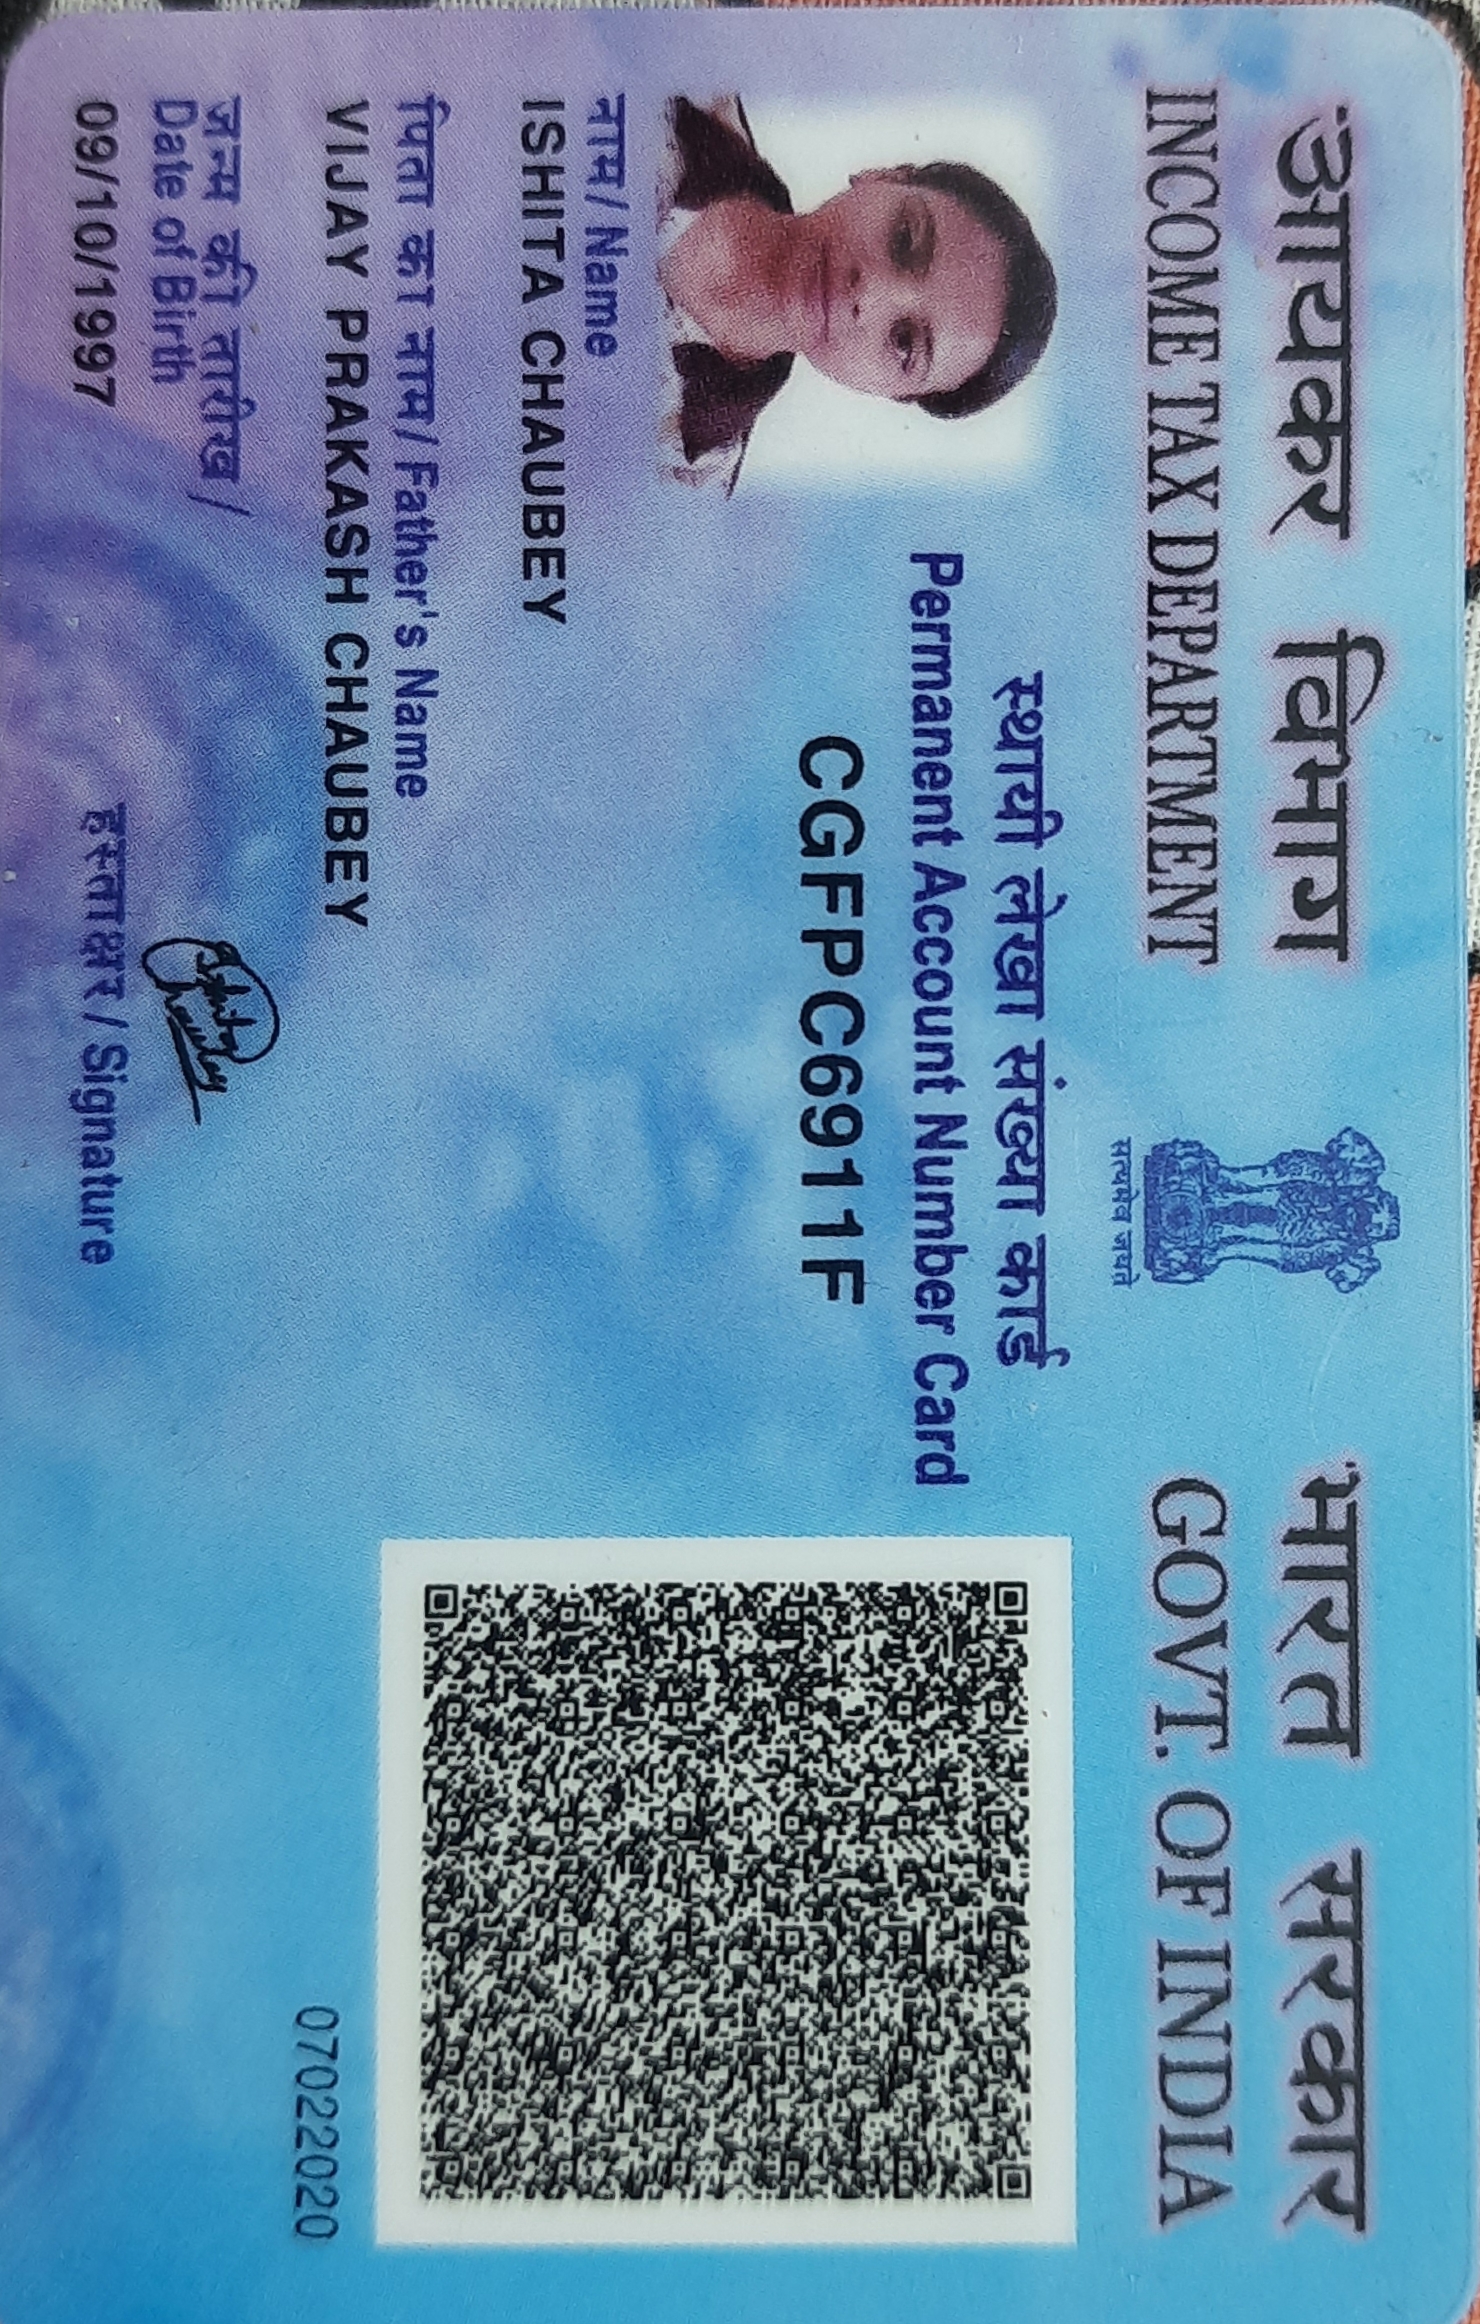 आयकर विभाग
INCOME TAX DEPARTMENT
सत्यमेव जयते
भारत सरकार
GOVT. OF INDIA
स्थायी लेखा संख्या कार्ड
Permanent Account Number Card
CGFPC6911F
नाम/ Name
ISHITA CHAUBEY
पिता का नाम/ Father's Name
VIJAY PRAKASH CHAUBEY
07022020
जन्म की तारीख /
Date of Birth
09/10/1997
Ishita
Chaubey
हस्ताक्षर / Signature